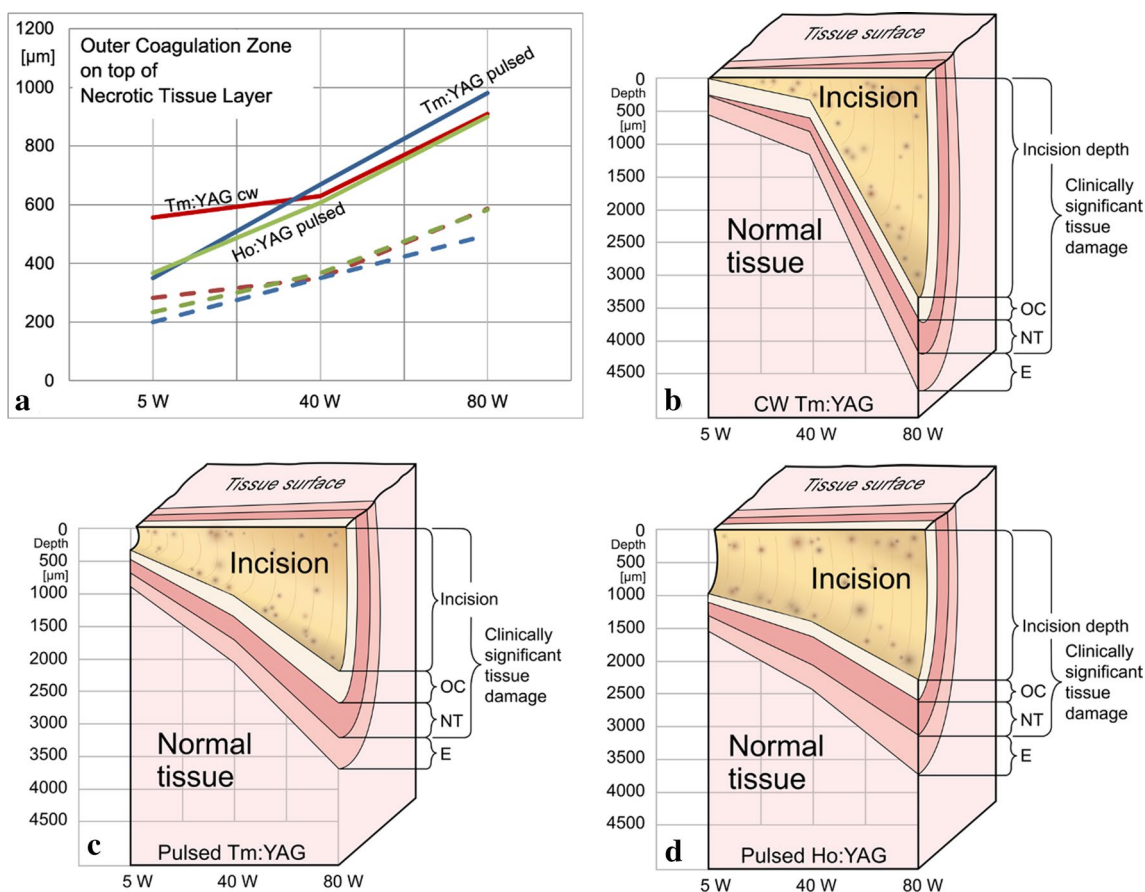 1200
[µm]
1000
800
600
400
200
0
Outer Coagulation Zone
on top of
Necrotic Tissue Layer
Tm:YAG pulsed
Tm:YAG cw
Ho:YAG pulsed
5 W
40 W
80 W
a
Tissue surface
0
Depth
500
[µm]
1000
1500
2000
2500
3000
3500
4000
4500
Incision
Normal
tissue
Incision depth
Clinically
significant
tissue
damage
OC
NT
E
b
CW Tm:YAG
5 W
40 W
80 W
Tissue surface
0
Depth
500
[µm]
1000
1500
2000
2500
3000
3500
4000
4500
Incision
Normal
tissue
Incision
Clinically
significant
tissue
damage
OC
NT
E
c
Pulsed Tm:YAG
5 W
40 W
80 W
Tissue surface
0
Depth
500
[µm]
1000
1500
2000
2500
3000
3500
4000
4500
Incision
Normal
tissue
Incision depth
Clinically
significant
tissue
damage
OC
NT
E
d
Pulsed Ho:YAG
5 W
40 W
80 W